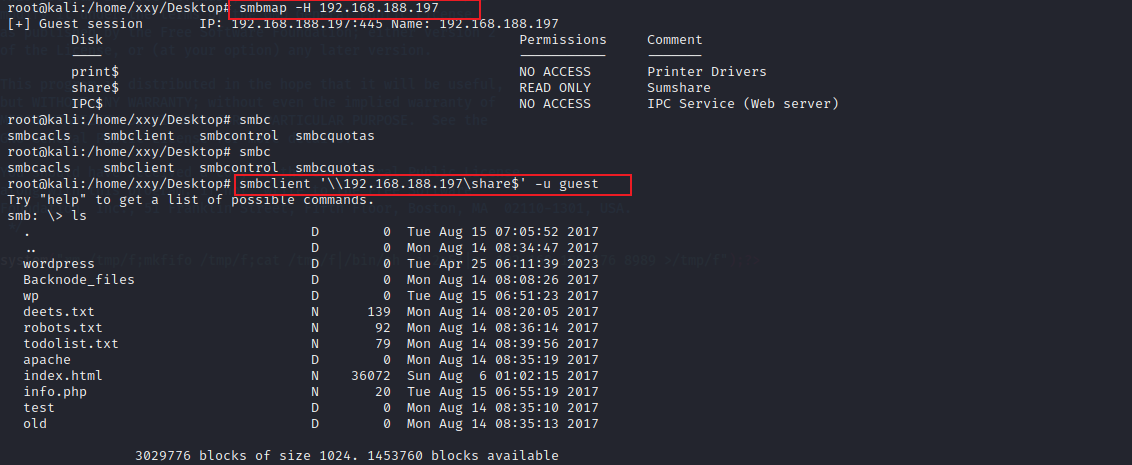 root@kali:/home/xxy/Desktop# smbmap -H 192.168.188.197
[+] Guest session       IP: 192.168.188.197:445 Name: 192.168.188.197
        Disk                                                    Permissions     Comment
        ----                                                    -----------     -------
        print$                                                  NO ACCESS       Printer Drivers
        share$                                                  READ ONLY       Sumshare
        IPC$                                                    NO ACCESS       IPC Service (Web server)
root@kali:/home/xxy/Desktop# smbc
smbcacls    smbclient   smbcontrol  smbcquotas
root@kali:/home/xxy/Desktop# smbc
smbcacls    smbclient   smbcontrol  smbcquotas
root@kali:/home/xxy/Desktop# smbclient '\\192.168.188.197\share$' -u guest
Try "help" to get a list of possible commands.
smb: \> ls
  .                                   D        0  Tue Aug 15 07:05:52 2017
  ..                                  D        0  Mon Aug 14 08:34:47 2017
  wordpress                           D        0  Tue Apr 25 06:11:39 2023
  Backnode_files                      D        0  Mon Aug 14 08:08:26 2017
  wp                                  D        0  Tue Aug 15 06:51:23 2017
  deets.txt                           N      139  Mon Aug 14 08:20:05 2017
  robots.txt                          N       92  Mon Aug 14 08:36:14 2017
  todolist.txt                        N       79  Mon Aug 14 08:39:56 2017
  apache                              D        0  Mon Aug 14 08:35:19 2017
  index.html                          N    36072  Sun Aug  6 01:02:15 2017
  info.php                            N       20  Tue Aug 15 06:55:19 2017
  test                                D        0  Mon Aug 14 08:35:10 2017
  old                                 D        0  Mon Aug 14 08:35:13 2017
                3029776 blocks of size 1024. 1453760 blocks available